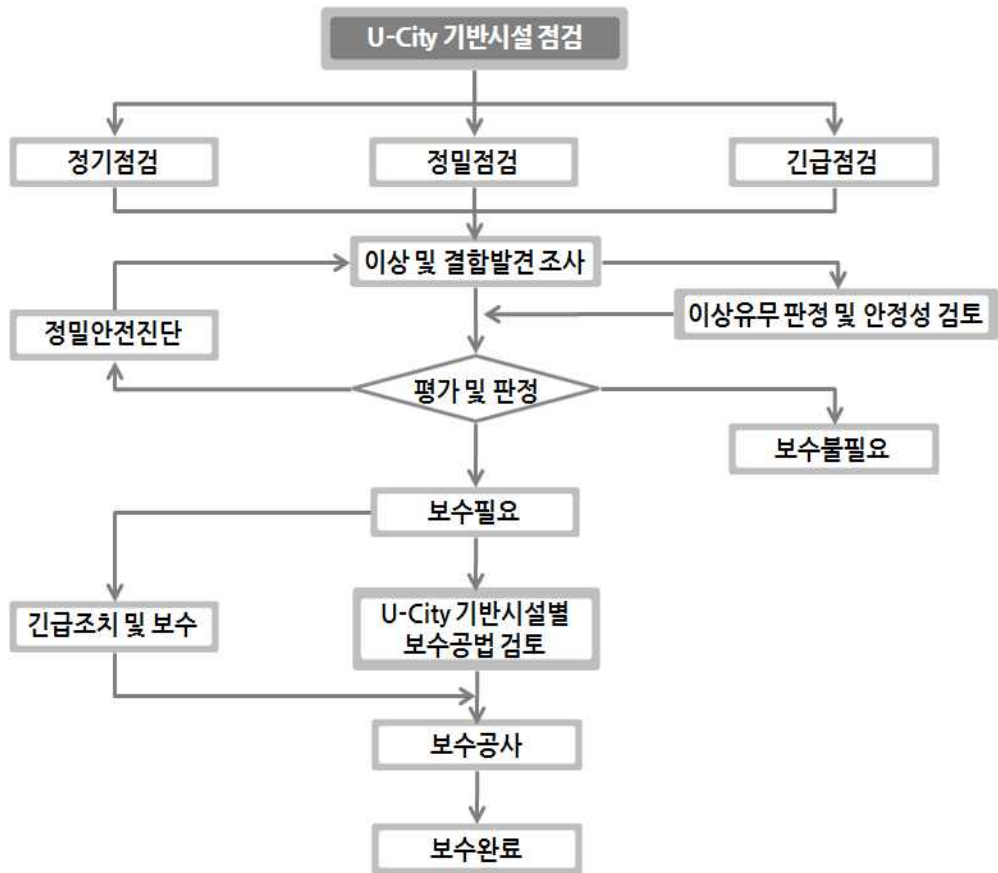 U-City 기반시설 점검
정기점검
정밀점검
긴급점검
이상 및 결함발견 조사
이상유무 판정 및 안정성 검토
정밀안전진단
평가 및 판정
보수불필요
보수필요
긴급조치 및 보수
U-City 기반시설별
보수공법 검토
보수공사
보수완료